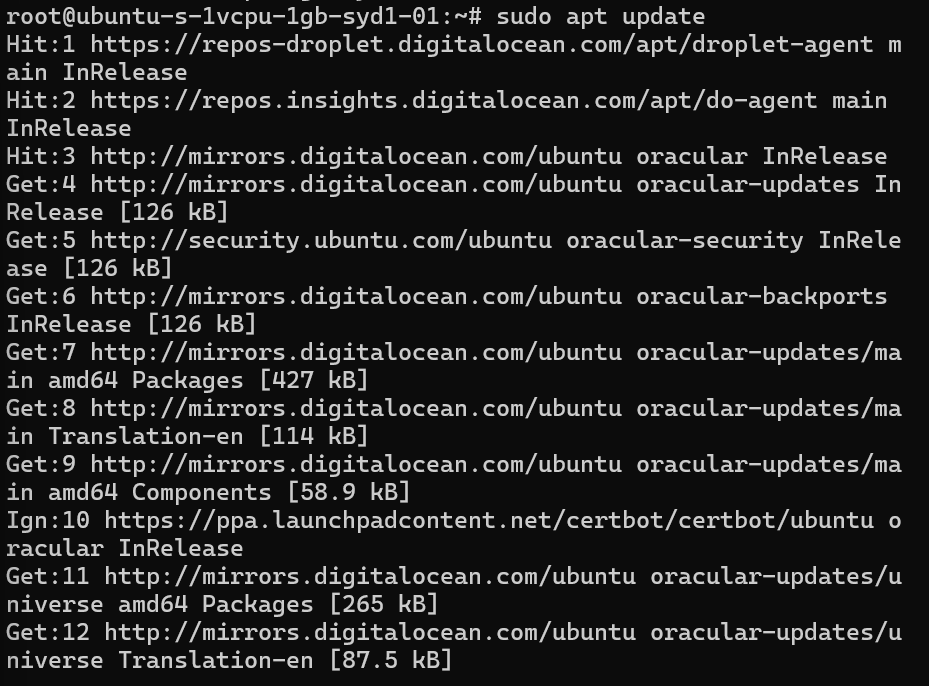 root@ubuntu-s-1vcpu-1gb-syd1-01:~# sudo apt update
Hit:1 https://repos-droplet.digitalocean.com/apt/droplet-agent m
ain InRelease
Hit:2 https://repos.insights.digitalocean.com/apt/do-agent main
InRelease
Hit:3 http://mirrors.digitalocean.com/ubuntu oracular InRelease
Get:4 http://mirrors.digitalocean.com/ubuntu oracular-updates In
Release [126 kB]
Get:5 http://security.ubuntu.com/ubuntu oracular-security InRele
ase [126 kB]
Get:6 http://mirrors.digitalocean.com/ubuntu oracular-backports
InRelease [126 kB]
Get:7 http://mirrors.digitalocean.com/ubuntu oracular-updates/ma
in amd64 Packages [427 kB]
Get:8 http://mirrors.digitalocean.com/ubuntu oracular-updates/ma
in Translation-en [114 kB]
Get:9 http://mirrors.digitalocean.com/ubuntu oracular-updates/ma
in amd64 Components [58.9 kB]
Ign:10 https://ppa.launchpadcontent.net/certbot/certbot/ubuntu o
racular InRelease
Get:11 http://mirrors.digitalocean.com/ubuntu oracular-updates/u
niverse amd64 Packages [265 kB]
Get:12 http://mirrors.digitalocean.com/ubuntu oracular-updates/u
niverse Translation-en [87.5 kB]